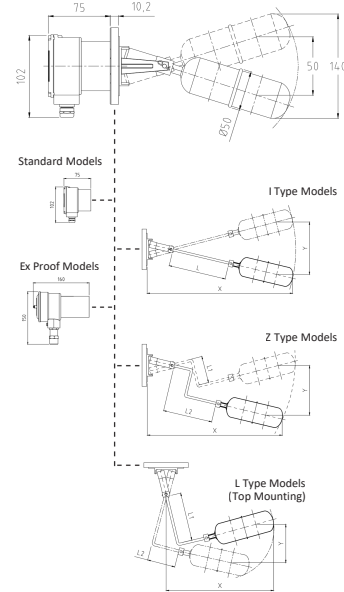 75
10,2
102
50
140
Ø50
Standard Models
75
102
I Type Models
L
X
Y
Ex Proof Models
140
150
Z Type Models
L1
L2
X
Y
L Type Models
(Top Mounting)
L1
L2
X
Y